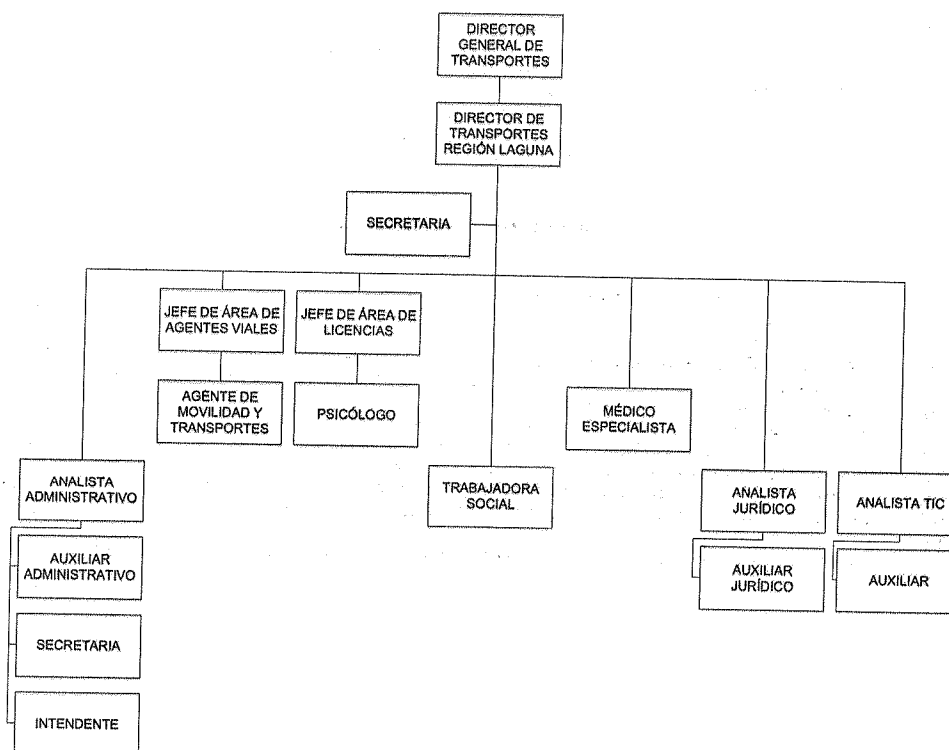 DIRECTOR
GENERAL DE
TRANSPORTES
DIRECTOR DE
TRANSPORTES
REGIÓN LAGUNA
SECRETARIA
JEFE DE ÁREA DE
AGENTES VIALES
JEFE DE ÁREA DE
LICENCIAS
AGENTE DE
MOVILIDAD Y
TRANSPORTES
PSICÓLOGO
MÉDICO
ESPECIALISTA
ANALISTA
ADMINISTRATIVO
TRABAJADORA
SOCIAL
ANALISTA
JURÍDICO
ANALISTA TIC
AUXILIAR
ADMINISTRATIVO
AUXILIAR
JURÍDICO
AUXILIAR
SECRETARIA
INTENDENTE